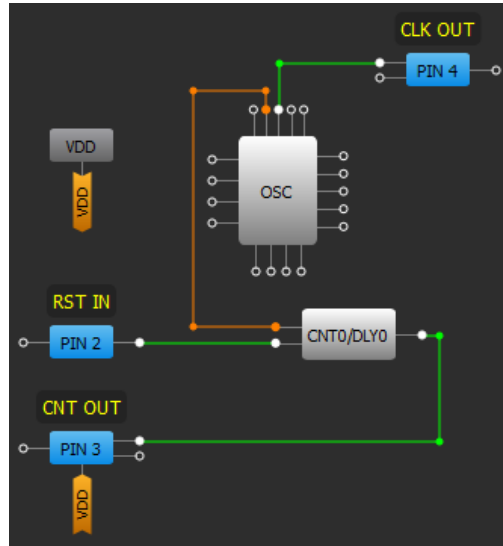 CLK OUT
PIN 4
VDD
VDD
OSC
RST IN
PIN 2
CNT0/DLY0
CNT OUT
PIN 3
VDD